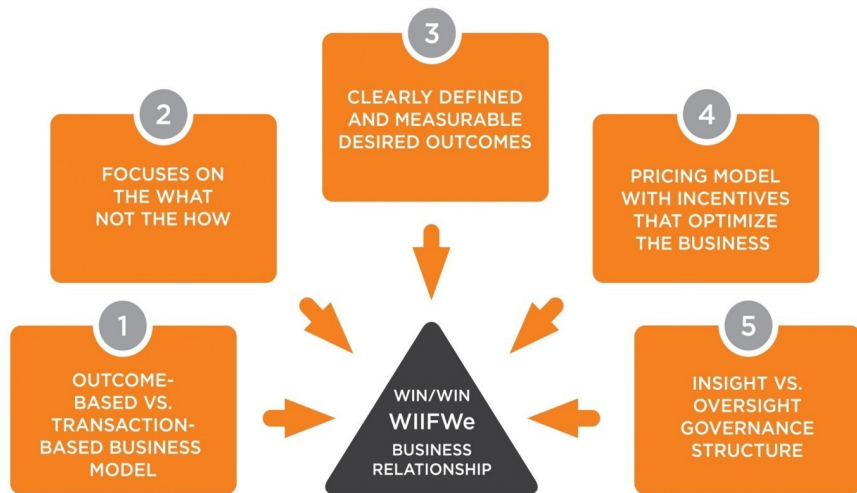 1
OUTCOME-
BASED VS.
TRANSACTION-
BASED BUSINESS
MODEL
2
FOCUSES ON
THE WHAT
NOT THE HOW
3
CLEARLY DEFINED
AND MEASURABLE
DESIRED OUTCOMES
4
PRICING MODEL
WITH INCENTIVES
THAT OPTIMIZE
THE BUSINESS
5
INSIGHT VS.
OVERSIGHT
GOVERNANCE
STRUCTURE
WIN/WIN
WIIFWe
BUSINESS
RELATIONSHIP